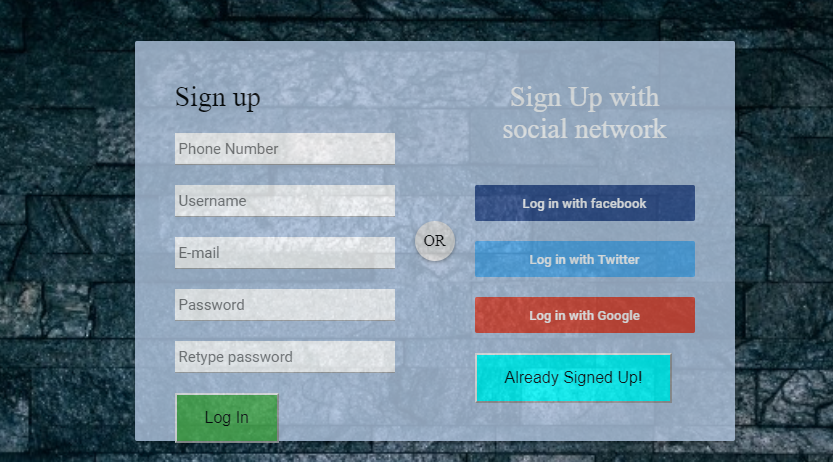 Sign up
Phone Number
Username
E-mail
Password
Retype password
Log In
OR
Sign Up with
social network
Log in with facebook
Log in with Twitter
Log in with Google
Already Signed Up!